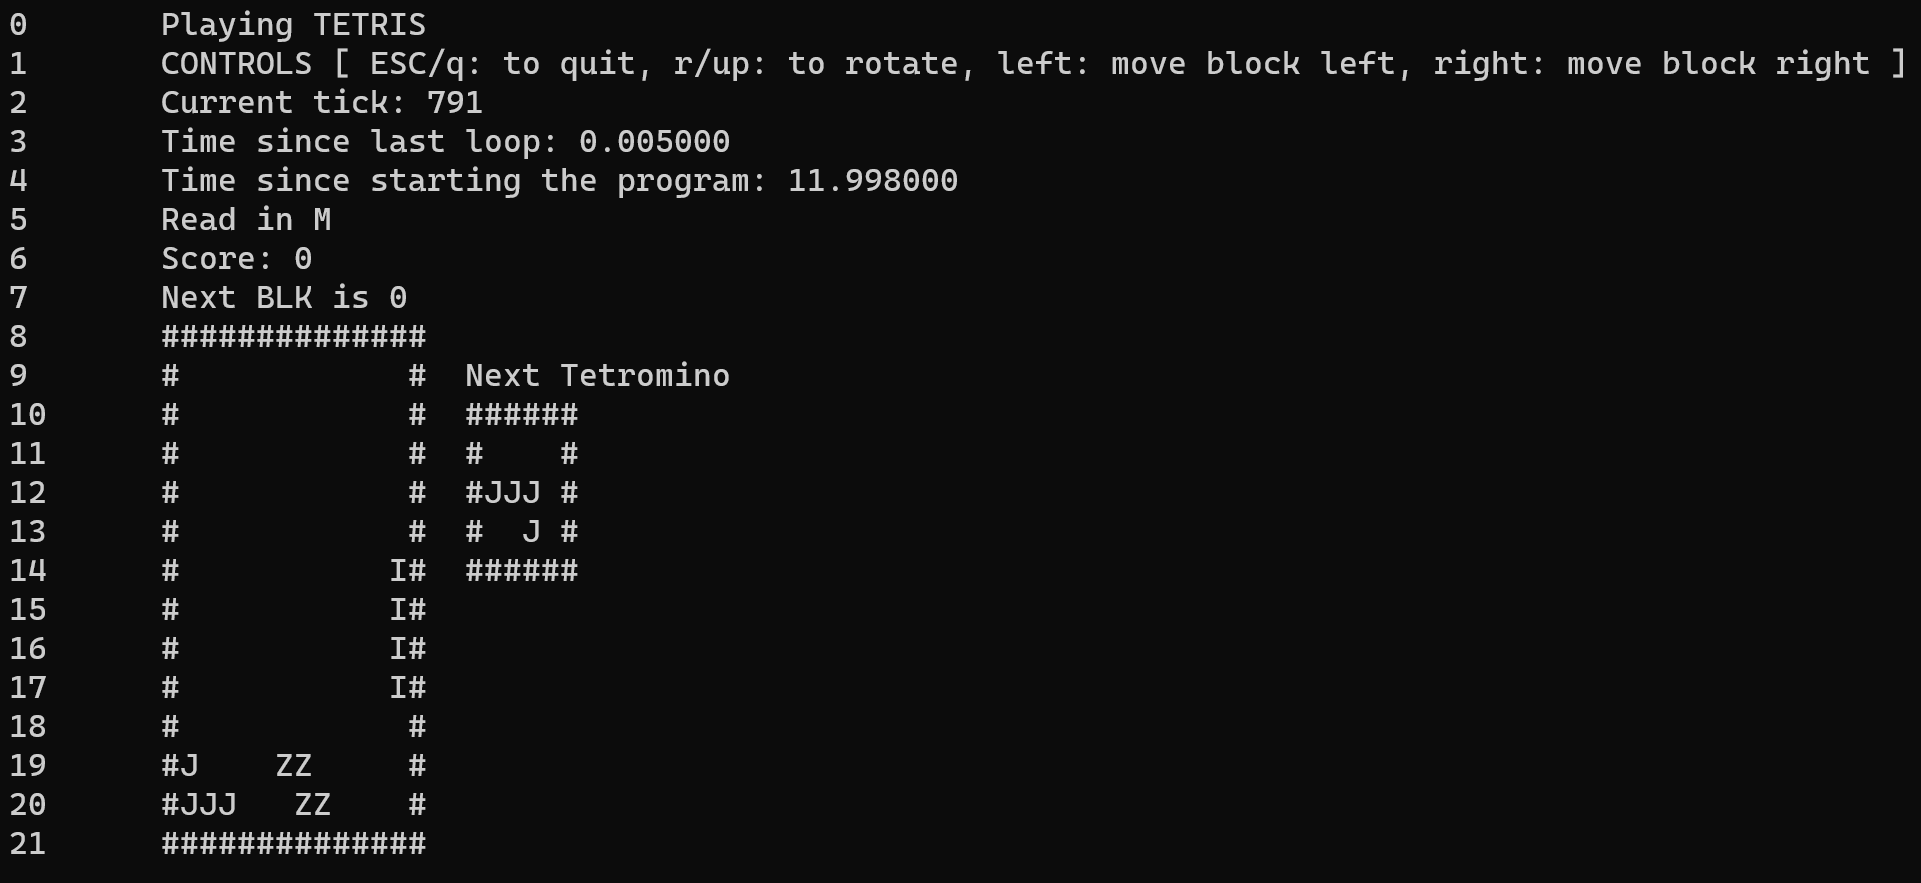 0       Playing TETRIS
1       CONTROLS [ ESC/q: to quit, r/up: to rotate, left: move block left, right: move block right ]
2       Current tick: 791
3       Time since last loop: 0.005000
4       Time since starting the program: 11.998000
5       Read in M
6       Score: 0
7       Next BLK is 0
8       ##############
9       #            #  Next Tetromino
10      #            #  ######
11      #            #  #    #
12      #            #  #JJJ #
13      #            #  #  J #
14      #           I#  ######
15      #           I#
16      #           I#
17      #           I#
18      #            #
19      #J    ZZ     #
20      #JJJ   ZZ    #
21      ##############